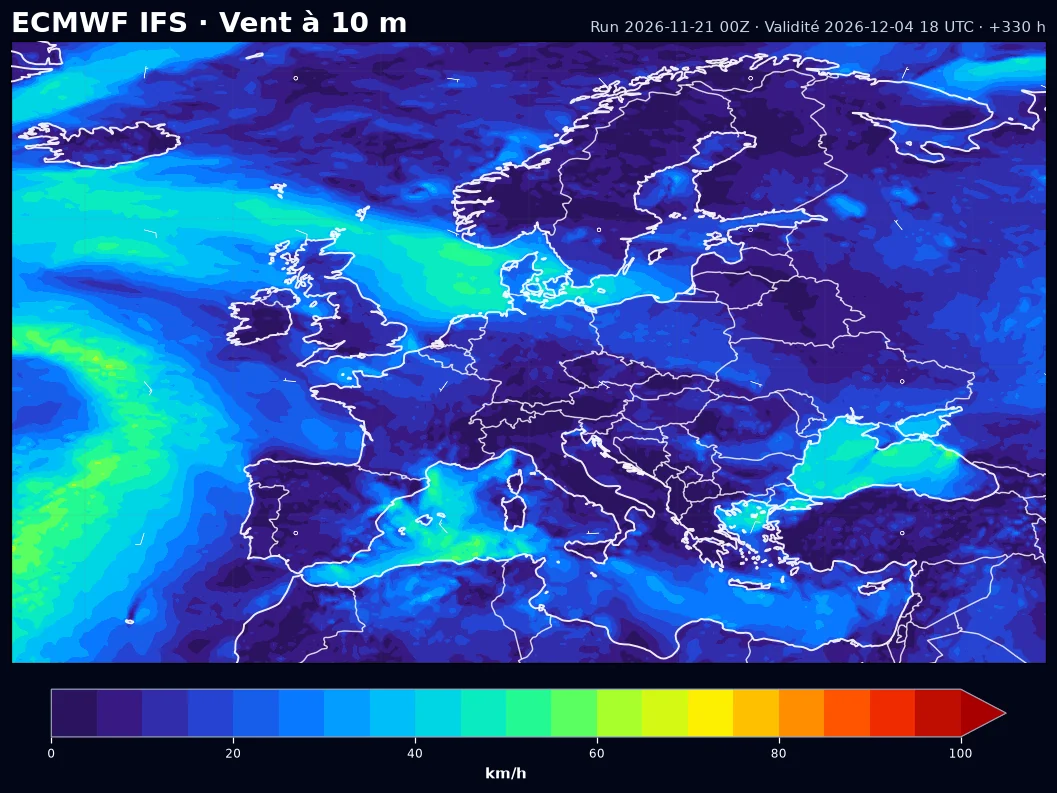 ECMWF IFS · Vent à 10 m
Run 2026-11-21 00Z · Validité 2026-12-04 18 UTC · +330 h
0 20 40 60 80 100
km/h